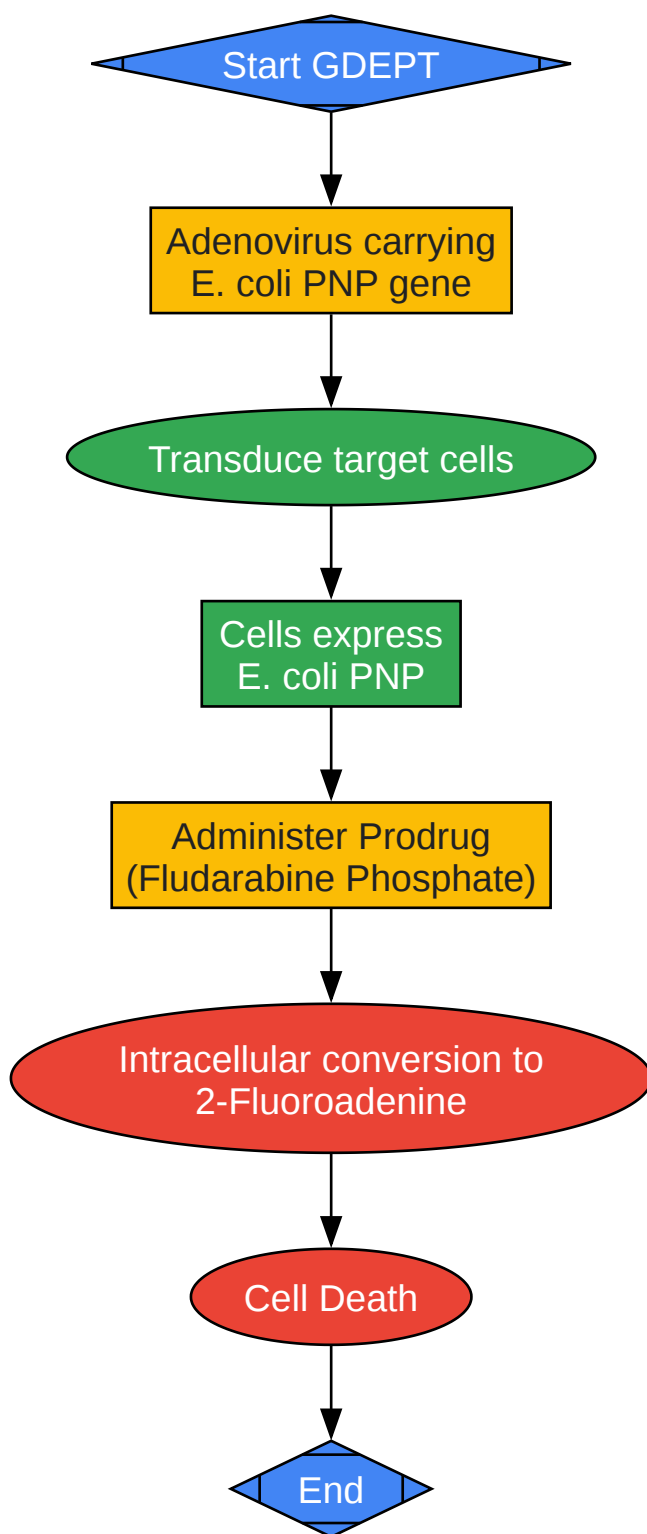 Start GDEPT
Adenovirus carrying
E. coli PNP gene
Transduce target cells
Cells express
E. coli PNP
Administer Prodrug
(Fludarabine Phosphate)
Intracellular conversion to
2-Fluoroadenine
Cell Death
End